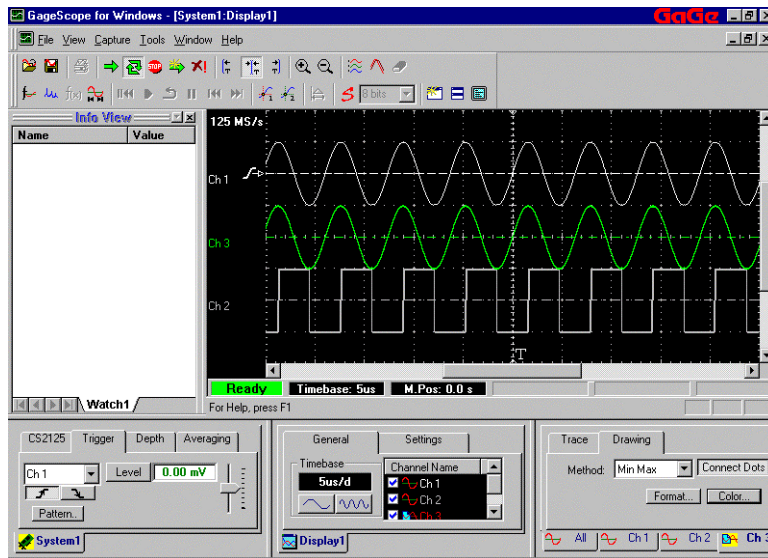 GageScope for Windows - [System1:Display1]
GaGe
File View Capture Tools Window Help
STOP
f(x)
1 2
8 bits
Info View
Name Value
125 MS/s
Ch 1
Ch 3
Ch 2
T
Ready Timebase: 5us M.Pos: 0.0 s
Watch1
For Help, press F1
CS2125 Trigger Depth Averaging
Ch 1 Level 0.00 mV
Pattern..
System1
General Settings
Timebase
5us/d
Channel Name
Ch 1
Ch 2
Ch 3
Display1
Trace Drawing
Method: Min Max Connect Dots
Format... Color...
All Ch 1 Ch 2 Ch 3